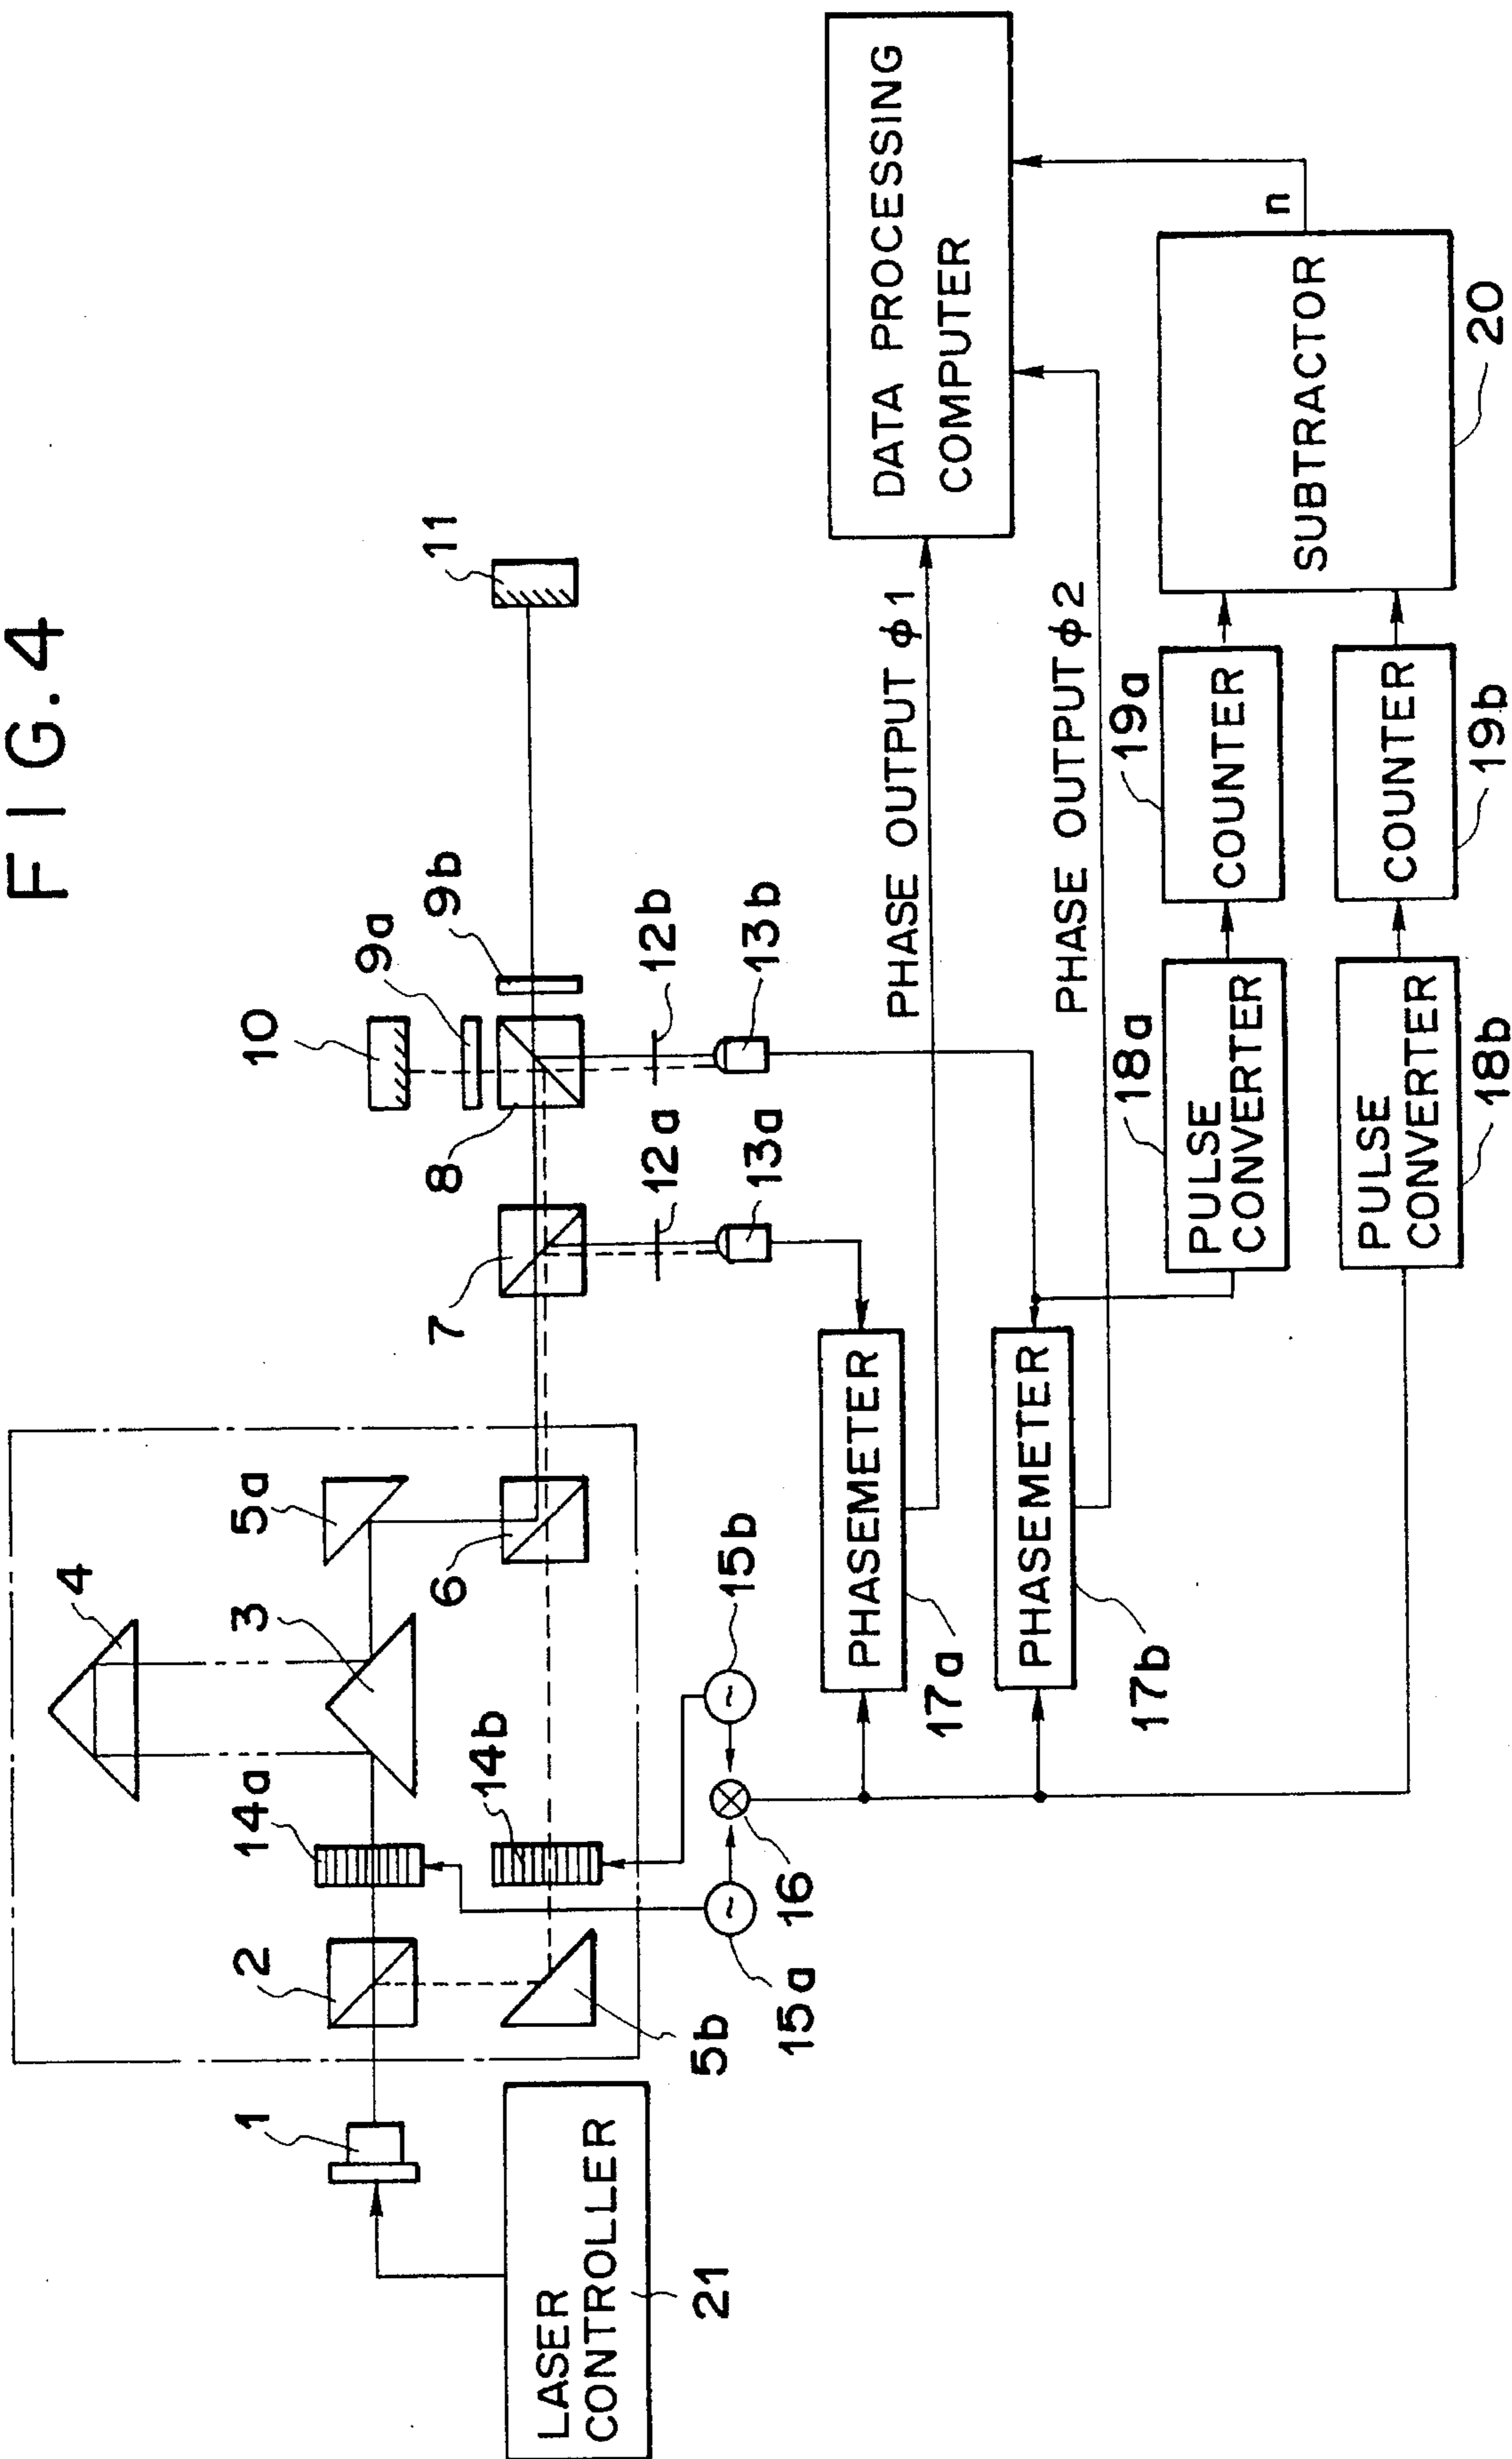 FIG.4
4
5a
3
14a
2
1
6
14b
5b
10
9a
9b
11
8
7
12a
12b
13a
13b
15b
16
15a
LASER
CONTROLLER
21
PHASEMETER
17a
PHASEMETER
17b
PHASE OUTPUT ϕ1
PHASE OUTPUT ϕ2
DATA PROCESSING
COMPUTER
PULSE
CONVERTER
18a
COUNTER
19a
PULSE
CONVERTER
18b
COUNTER
19b
SUBTRACTOR
20
n